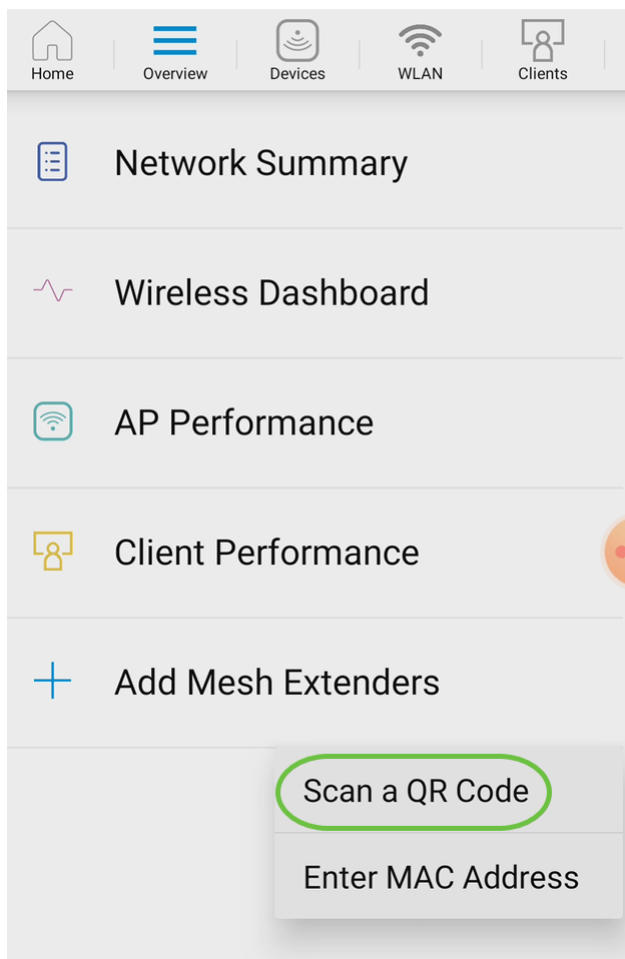 Home
Overview
Devices
WLAN
Clients
Network Summary
Wireless Dashboard
AP Performance
Client Performance
Add Mesh Extenders
Scan a QR Code
Enter MAC Address